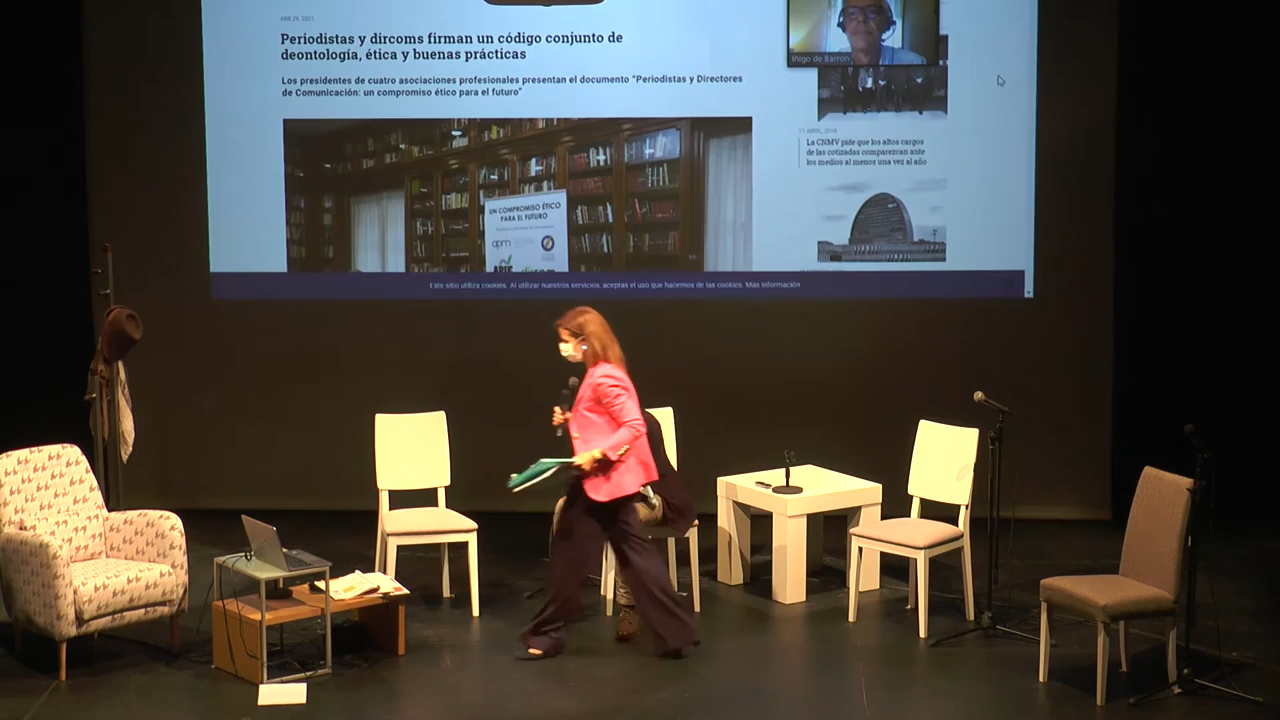 ABR 29, 2021
Periodistas y dircoms firman un código conjunto de
deontología, ética y buenas prácticas
Los presidentes de cuatro asociaciones profesionales presentan el documento "Periodistas y Directores
de Comunicación: un compromiso ético para el futuro"
UN COMPROMISO ÉTICO
PARA EL FUTURO
apm
Iñigo de Barrón
11 ABRIL, 2018
La CNMV pide que los altos cargos
de las cotizadas comparezcan ante
los medios al menos una vez al año
Este sitio utiliza cookies. Al utilizar nuestros servicios, aceptas el uso que hacemos de las cookies. Más información